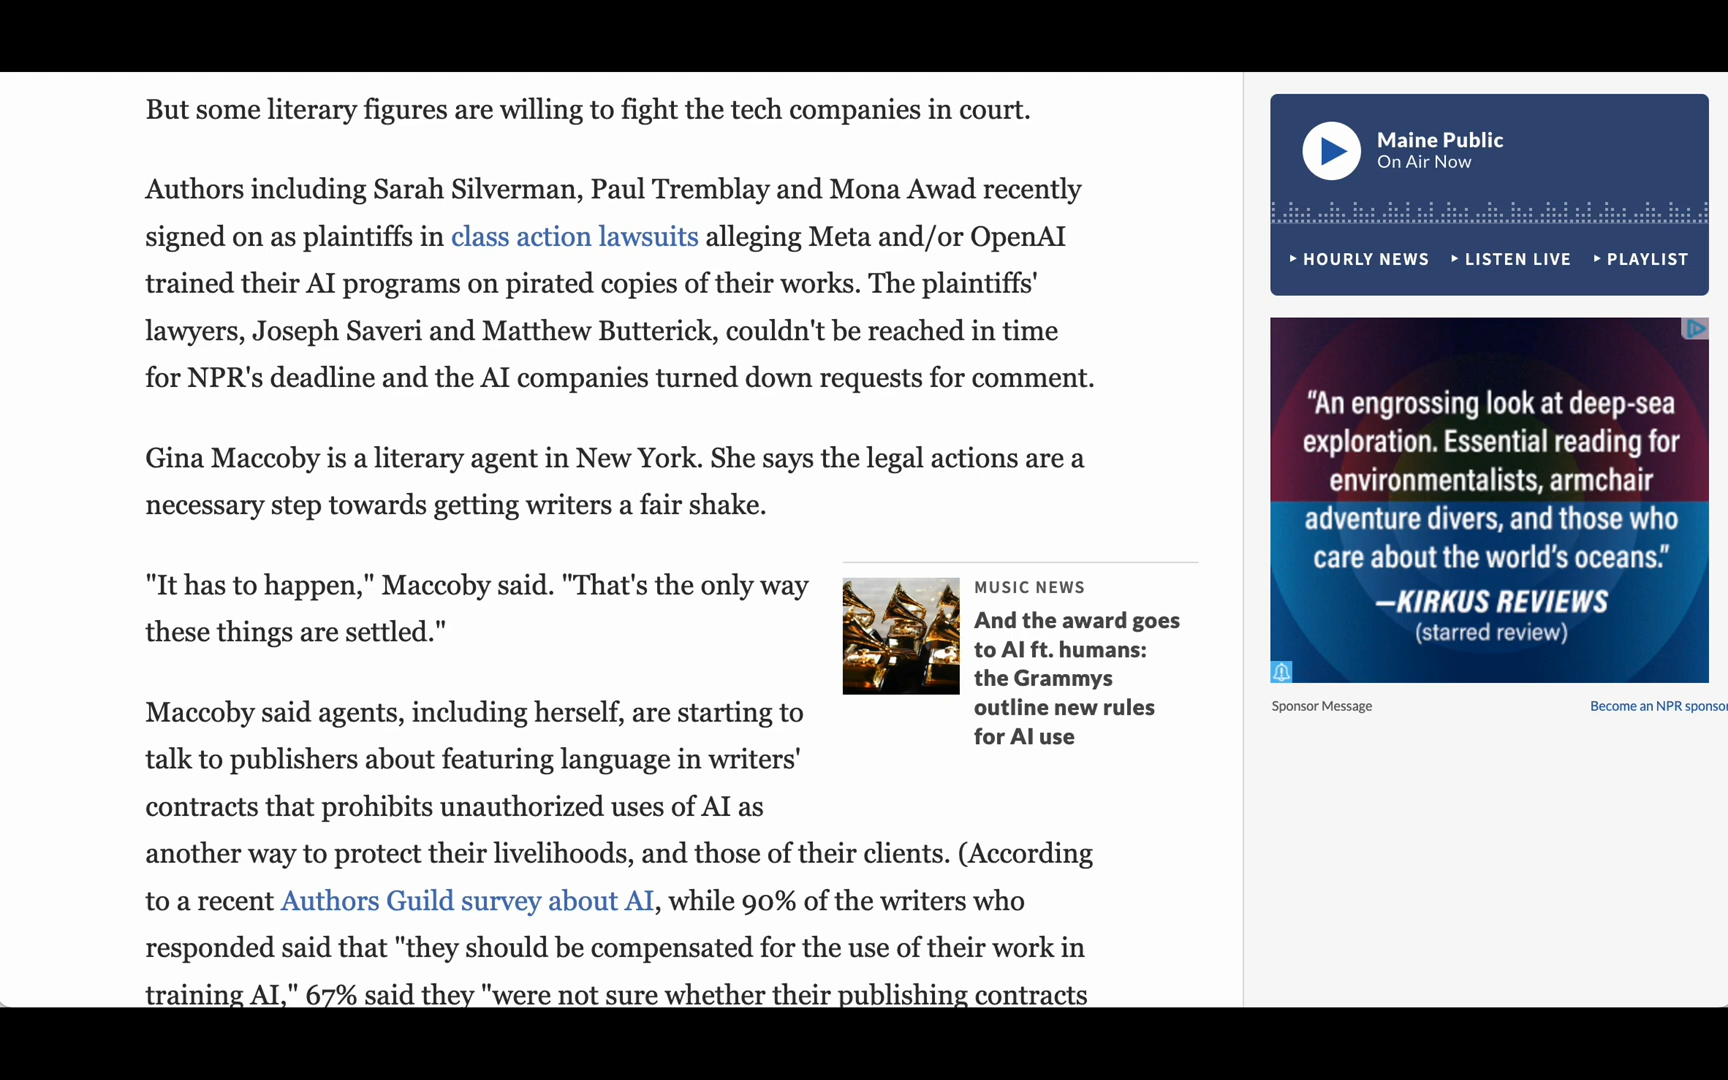 But some literary figures are willing to fight the tech companies in court.
Authors including Sarah Silverman, Paul Tremblay and Mona Awad recently
signed on as plaintiffs in class action lawsuits alleging Meta and/or OpenAI
trained their AI programs on pirated copies of their works. The plaintiffs'
lawyers, Joseph Saveri and Matthew Butterick, couldn't be reached in time
for NPR's deadline and the AI companies turned down requests for comment.
Gina Maccoby is a literary agent in New York. She says the legal actions are a
necessary step towards getting writers a fair shake.
"It has to happen," Maccoby said. "That's the only way
these things are settled."
MUSIC NEWS
And the award goes
to AI ft. humans:
the Grammys
outline new rules
for AI use
Maccoby said agents, including herself, are starting to
talk to publishers about featuring language in writers'
contracts that prohibits unauthorized uses of AI as
another way to protect their livelihoods, and those of their clients. (According
to a recent Authors Guild survey about AI, while 90% of the writers who
responded said that "they should be compensated for the use of their work in
training AI," 67% said they "were not sure whether their publishing contracts
Maine Public
On Air Now
HOURLY NEWS
LISTEN LIVE
PLAYLIST
“An engrossing look at deep-sea
exploration. Essential reading for
environmentalists, armchair
adventure divers, and those who
care about the world’s oceans.”
—KIRKUS REVIEWS
(starred review)
Sponsor Message
Become an NPR sponsor